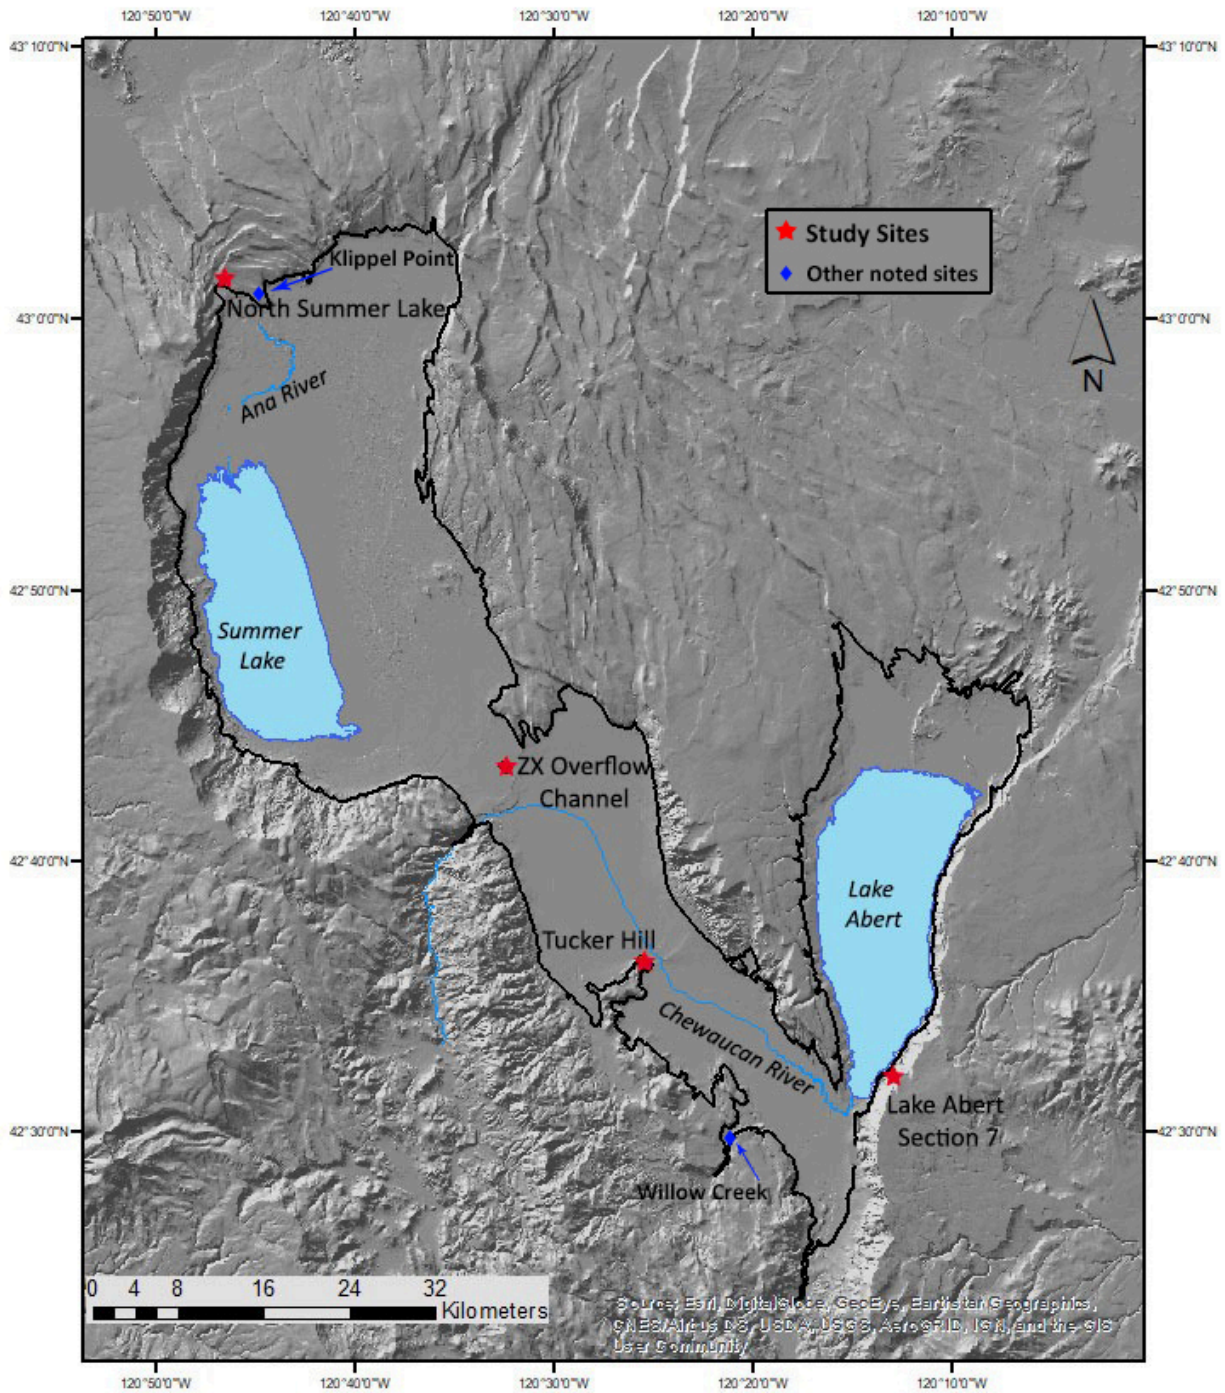 120°50'0"W 120°40'0"W 120°30'0"W 120°20'0"W 120°10'0"W
43°10'0"N 43°10'0"N
Study Sites
Other noted sites
Klippel Point
North Summer Lake
43°0'0"N 43°0'0"N
N
Ana River
42°50'0"N 42°50'0"N
Summer
Lake
ZX Overflow
Channel
42°40'0"N 42°40'0"N
Lake
Abert
Tucker Hill
Chewaucan River
Lake Abert
Section 7
42°30'0"N 42°30'0"N
Willow Creek
0 4 8 16 24 32
Kilometers
Source: Esri, DigitalGlobe, GeoEye, Earthstar Geographics,
CNES/Airbus DS, USDA, USGS, AeroGRID, IGN, and the GIS
User Community
120°50'0"W 120°40'0"W 120°30'0"W 120°20'0"W 120°10'0"W